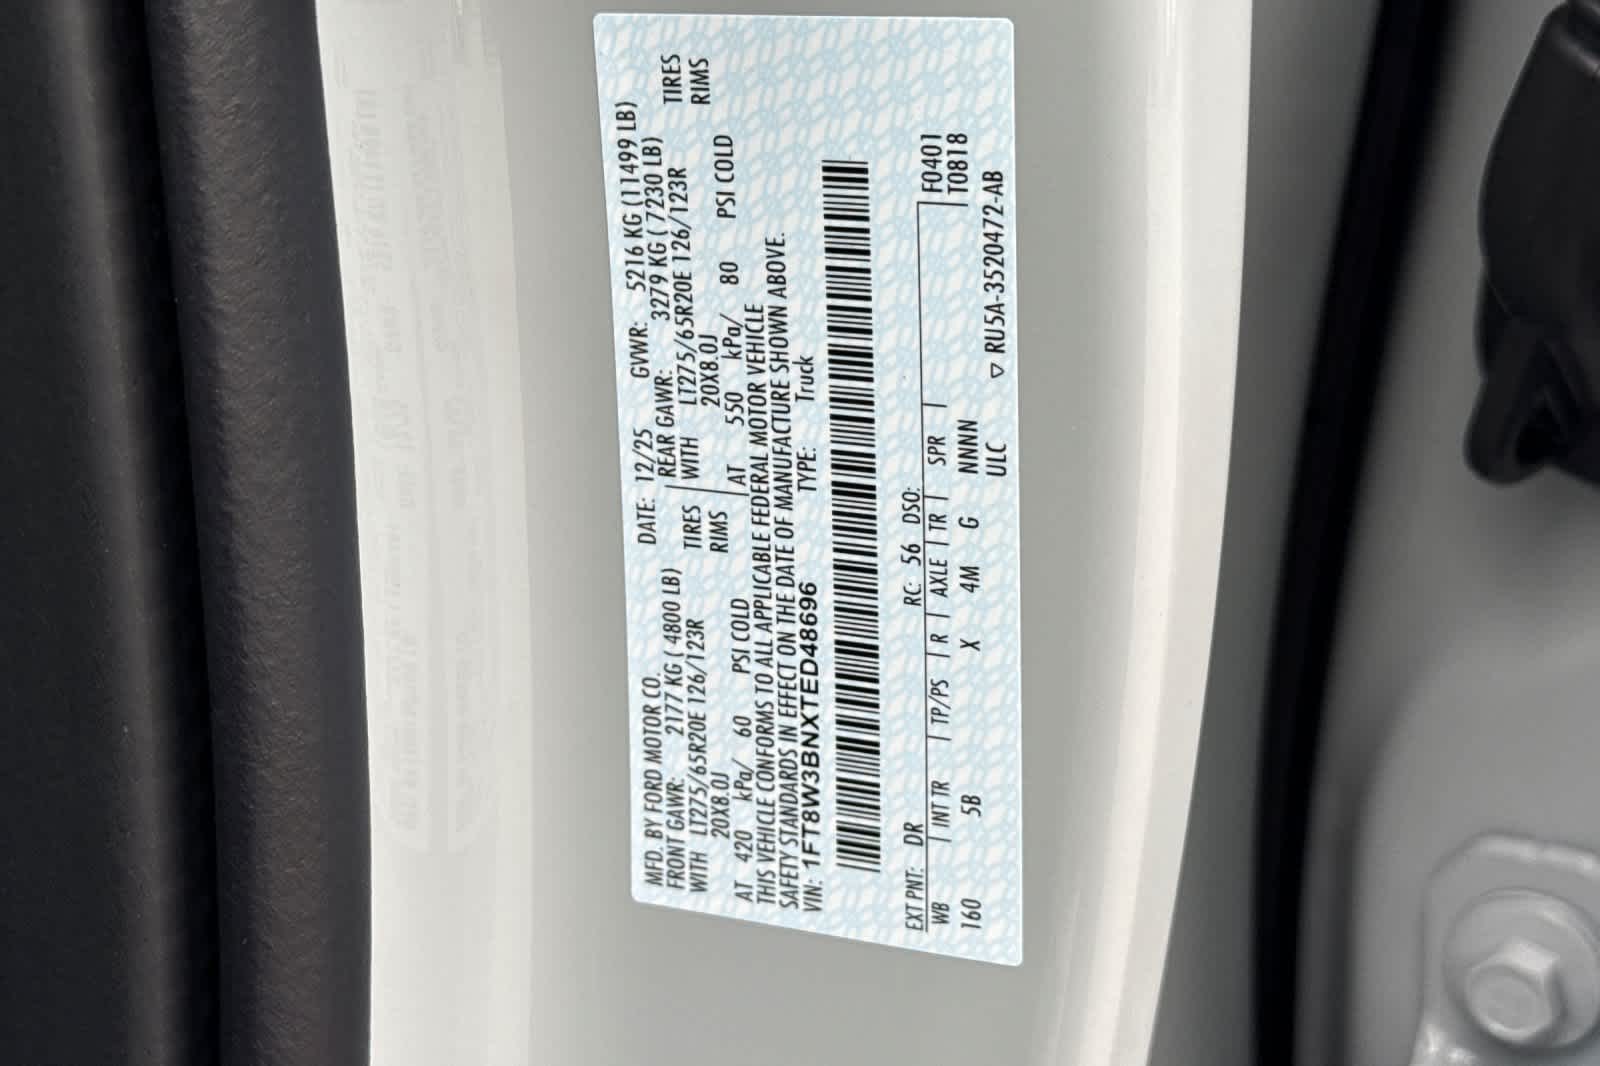 MFD. BY FORD MOTOR CO. DATE: 12/25 GVWR: 5216 KG (11499 LB)
FRONT GAWR: 2177 KG ( 4800 LB) REAR GAWR: 3279 KG ( 7230 LB)
WITH LT275/65R20E 126/123R TIRES WITH LT275/65R20E 126/123R TIRES
20X8.0J RIMS 20X8.0J RIMS
AT 420 kPa/ 60 PSI COLD AT 550 kPa/ 80 PSI COLD
THIS VEHICLE CONFORMS TO ALL APPLICABLE FEDERAL MOTOR VEHICLE
SAFETY STANDARDS IN EFFECT ON THE DATE OF MANUFACTURE SHOWN ABOVE.
VIN: 1FT8W3BNXTED48696 TYPE: Truck
EXT PNT: DR RC: 56 DSO: F0401
WB INT TR TP/PS R AXLE TR SPR T0818
160 5B X 4M G NNNN
ULC ▽ RU5A-3520472-AB